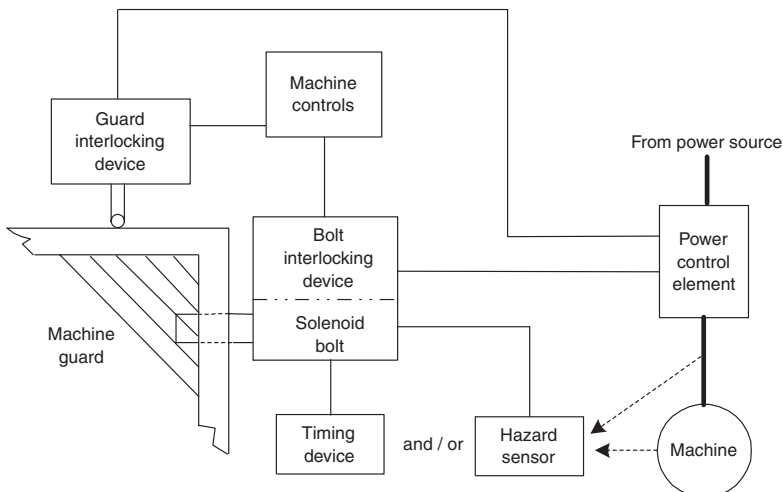 Guard
interlocking
device
Machine
controls
From power source
Bolt
interlocking
device
Power
control
element
Machine
guard
Solenoid
bolt
Timing
device
and / or
Hazard
sensor
Machine